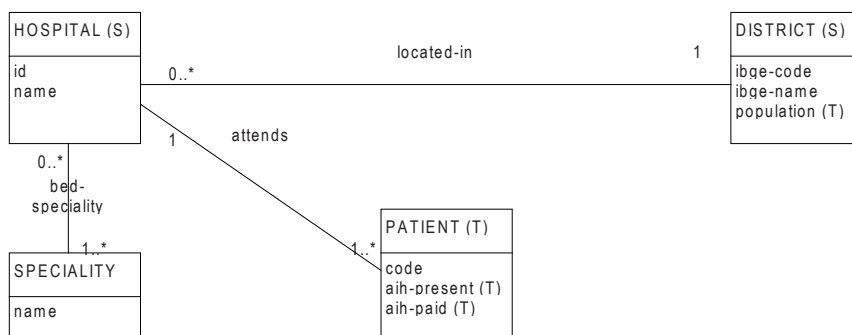 HOSPITAL (S)
id
name
located-in
0..*
1
DISTRICT (S)
ibge-code
ibge-name
population (T)
attends
1
1..*
0..*
bed-
speciality
1..*
SPECIALITY
name
PATIENT (T)
code
aih-present (T)
aih-paid (T)